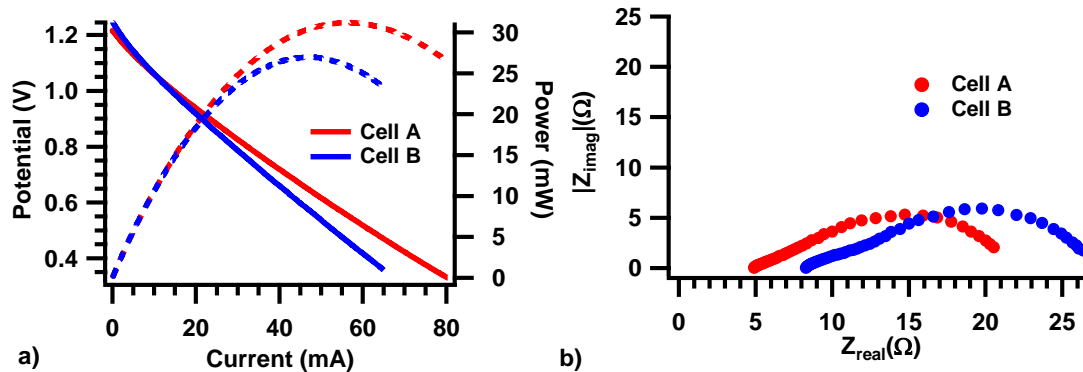 1.2
1.0
0.8
0.6
0.4
Potential (V)
0
20
40
60
80
Current (mA)
30
25
20
15
10
5
0
Power (mW)
Cell A
Cell B
a)
25
20
15
10
5
0
|Z_imag|(Ω)
0
5
10
15
20
25
Z_real(Ω)
Cell A
Cell B
b)